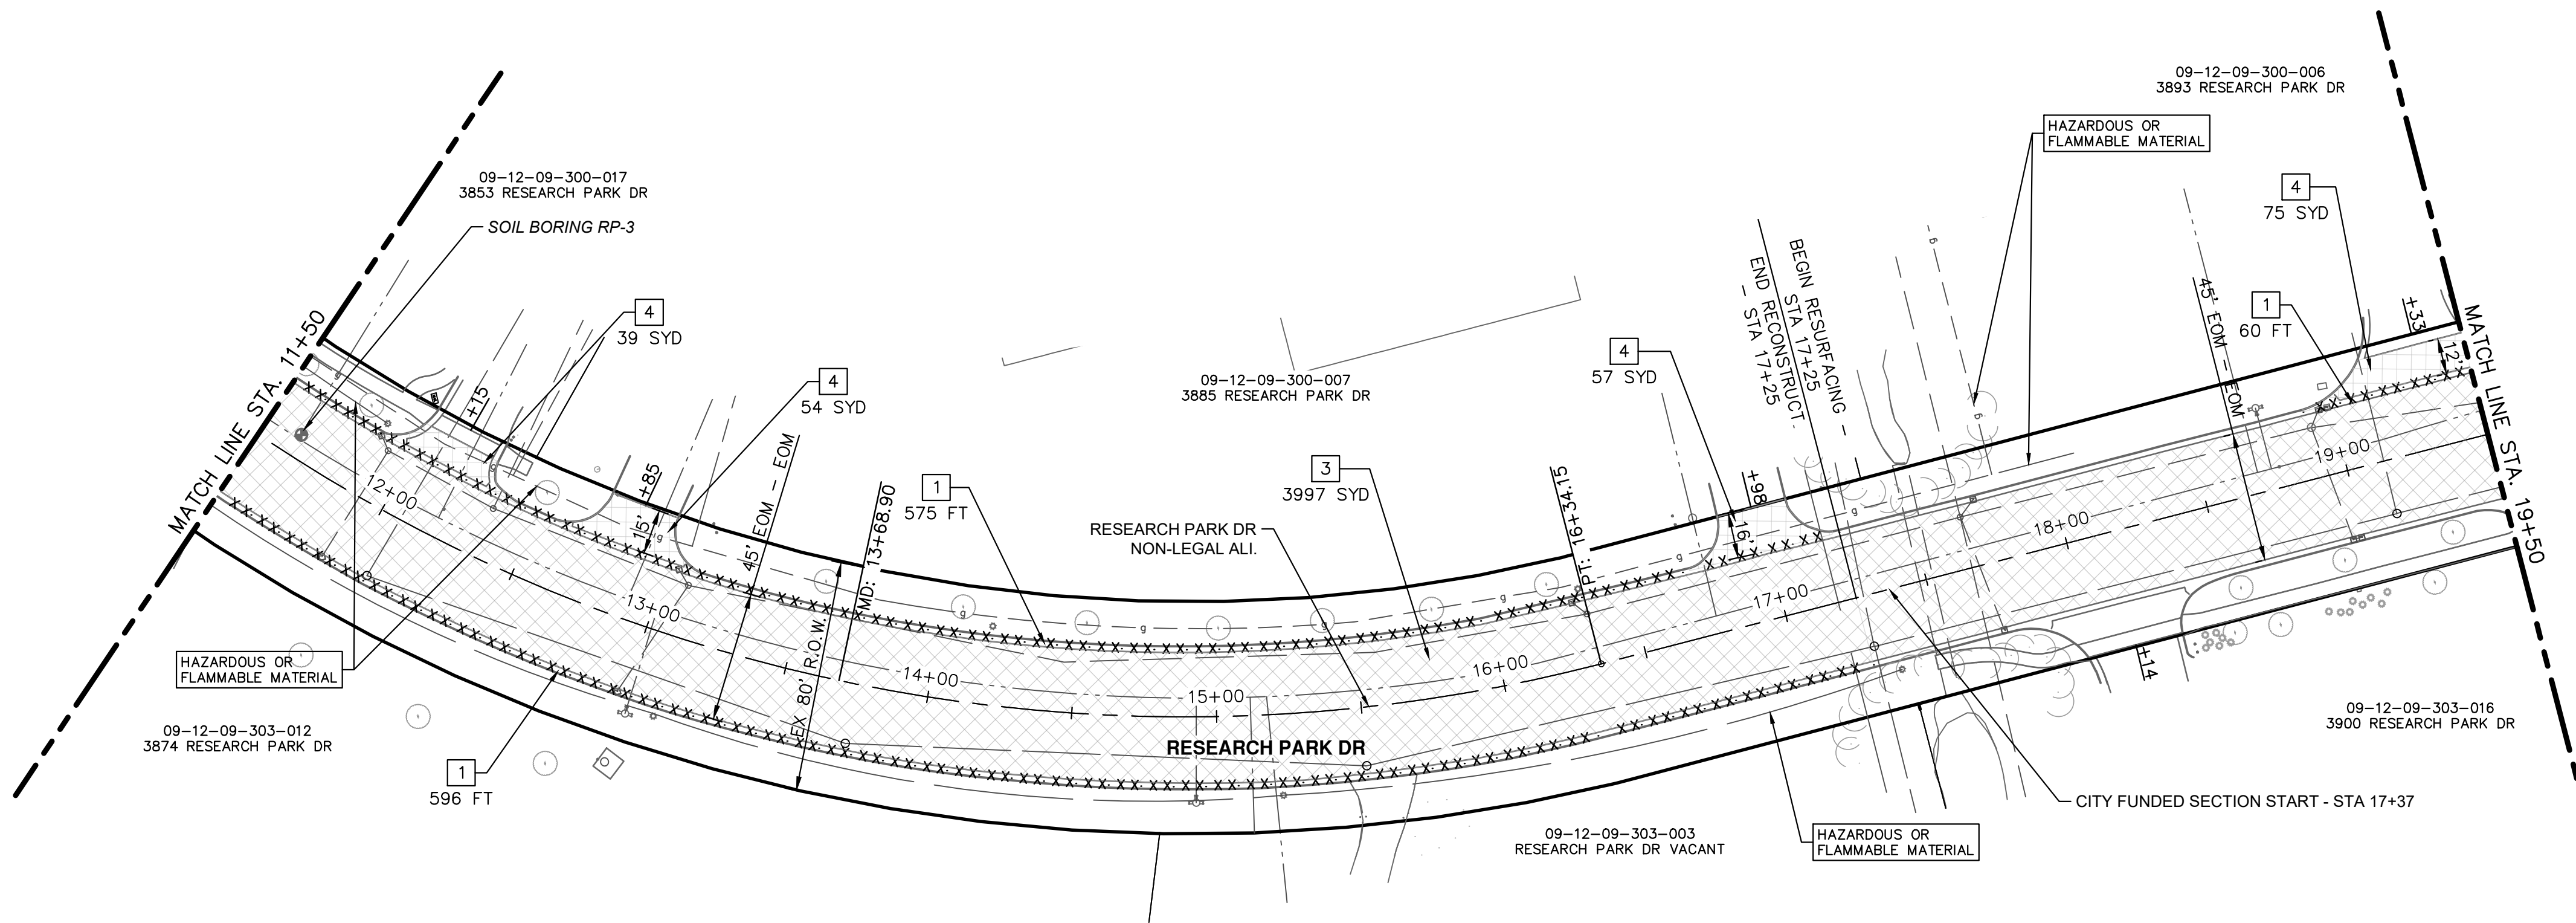 09-12-09-300-006
3893 RESEARCH PARK DR
HAZARDOUS OR
FLAMMABLE MATERIAL
4
75 SYD
09-12-09-300-017
3853 RESEARCH PARK DR
SOIL BORING RP-3
4
39 SYD
4
54 SYD
09-12-09-300-007
3885 RESEARCH PARK DR
4
57 SYD
BEGIN RESURFACING -
STA 17+25
END RECONSTRUCT.
- STA 17+25
1
60 FT
+33
12'
45' EOM - EOM
MATCH LINE STA. 11+50
MATCH LINE STA. 19+50
+15
+85
15'
45' EOM - EOM
MD: 13+68.90
EX 80' R.O.W.
1
575 FT
3
3997 SYD
RESEARCH PARK DR
NON-LEGAL ALI.
PT: 16+34.15
+98
16'
12+00
13+00
14+00
15+00
16+00
17+00
18+00
19+00
g
g
g
g
g
g
g
g
g
RESEARCH PARK DR
HAZARDOUS OR
FLAMMABLE MATERIAL
09-12-09-303-012
3874 RESEARCH PARK DR
1
596 FT
+14
09-12-09-303-016
3900 RESEARCH PARK DR
CITY FUNDED SECTION START - STA 17+37
09-12-09-303-003
RESEARCH PARK DR VACANT
HAZARDOUS OR
FLAMMABLE MATERIAL